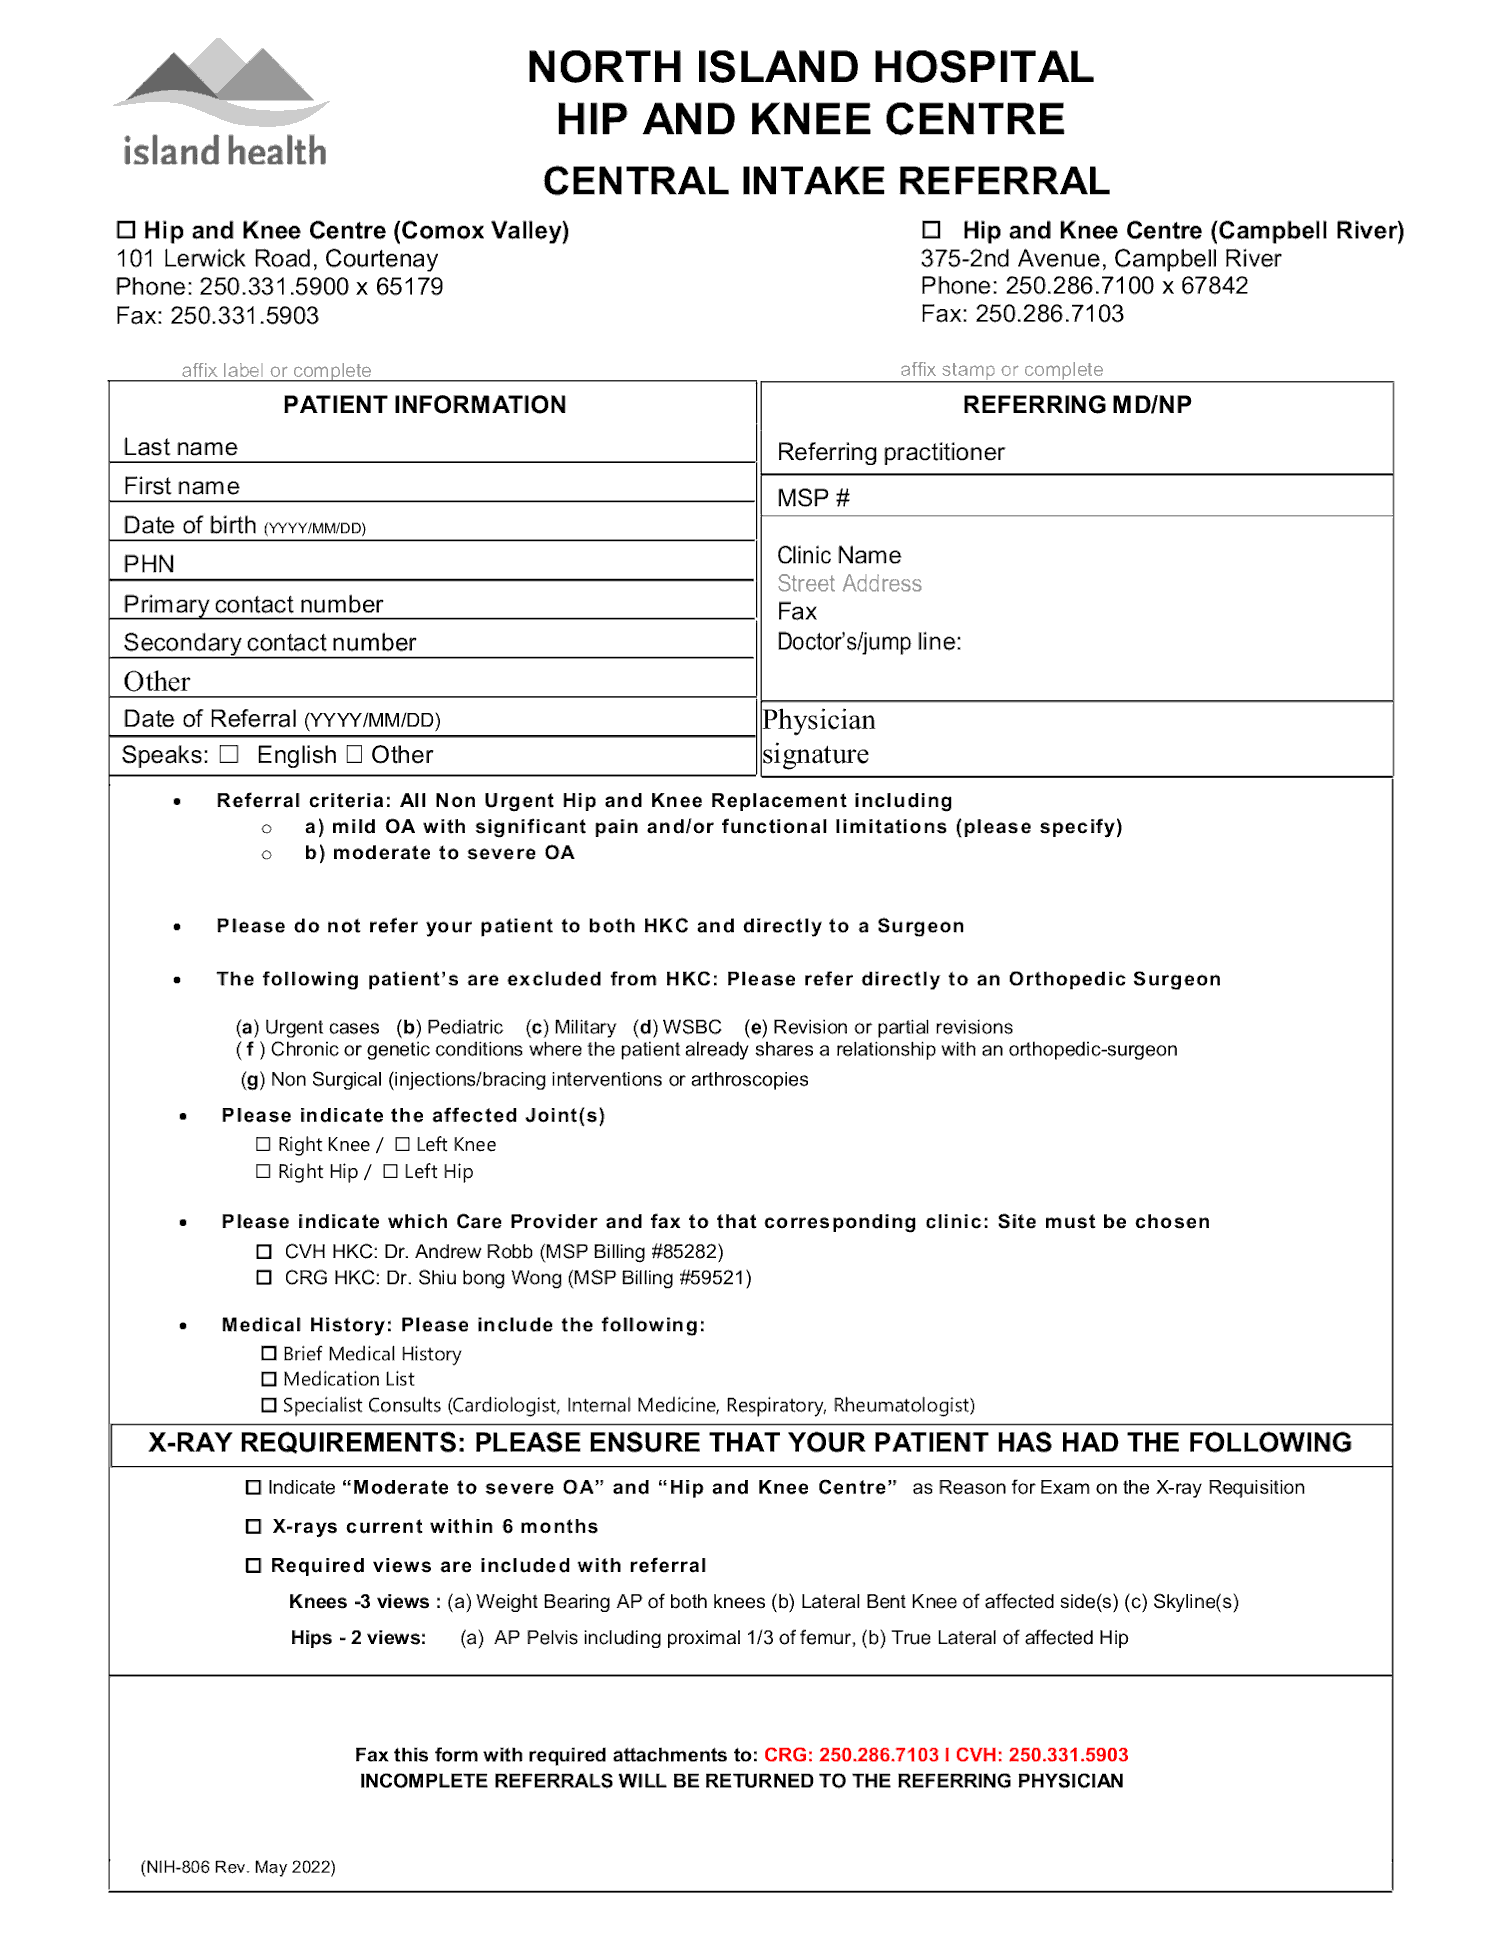 island health
NORTH ISLAND HOSPITAL
HIP AND KNEE CENTRE
CENTRAL INTAKE REFERRAL
☐ Hip and Knee Centre (Comox Valley)
101 Lerwick Road, Courtenay
Phone: 250.331.5900 x 65179
Fax: 250.331.5903
☐ Hip and Knee Centre (Campbell River)
375-2nd Avenue, Campbell River
Phone: 250.286.7100 x 67842
Fax: 250.286.7103
affix label or complete
PATIENT INFORMATION
Last name
First name
Date of birth (YYYY/MM/DD)
PHN
Primary contact number
Secondary contact number
Other
Date of Referral (YYYY/MM/DD)
Speaks: ☐ English ☐ Other
affix stamp or complete
REFERRING MD/NP
Referring practitioner
MSP #
Clinic Name
Street Address
Fax
Doctor's/jump line:
Physician
signature
• Referral criteria: All Non Urgent Hip and Knee Replacement including
○ a) mild OA with significant pain and/or functional limitations (please specify)
○ b) moderate to severe OA
• Please do not refer your patient to both HKC and directly to a Surgeon
• The following patient's are excluded from HKC: Please refer directly to an Orthopedic Surgeon
(a) Urgent cases (b) Pediatric (c) Military (d) WSBC (e) Revision or partial revisions
( f ) Chronic or genetic conditions where the patient already shares a relationship with an orthopedic-surgeon
(g) Non Surgical (injections/bracing interventions or arthroscopies
• Please indicate the affected Joint(s)
☐ Right Knee / ☐ Left Knee
☐ Right Hip / ☐ Left Hip
• Please indicate which Care Provider and fax to that corresponding clinic: Site must be chosen
☐ CVH HKC: Dr. Andrew Robb (MSP Billing #85282)
☐ CRG HKC: Dr. Shiu bong Wong (MSP Billing #59521)
• Medical History: Please include the following:
☐ Brief Medical History
☐ Medication List
☐ Specialist Consults (Cardiologist, Internal Medicine, Respiratory, Rheumatologist)
X-RAY REQUIREMENTS: PLEASE ENSURE THAT YOUR PATIENT HAS HAD THE FOLLOWING
☐ Indicate “Moderate to severe OA” and “Hip and Knee Centre” as Reason for Exam on the X-ray Requisition
☐ X-rays current within 6 months
☐ Required views are included with referral
Knees -3 views : (a) Weight Bearing AP of both knees (b) Lateral Bent Knee of affected side(s) (c) Skyline(s)
Hips - 2 views: (a) AP Pelvis including proximal 1/3 of femur, (b) True Lateral of affected Hip
Fax this form with required attachments to: CRG: 250.286.7103 I CVH: 250.331.5903
INCOMPLETE REFERRALS WILL BE RETURNED TO THE REFERRING PHYSICIAN
(NIH-806 Rev. May 2022)